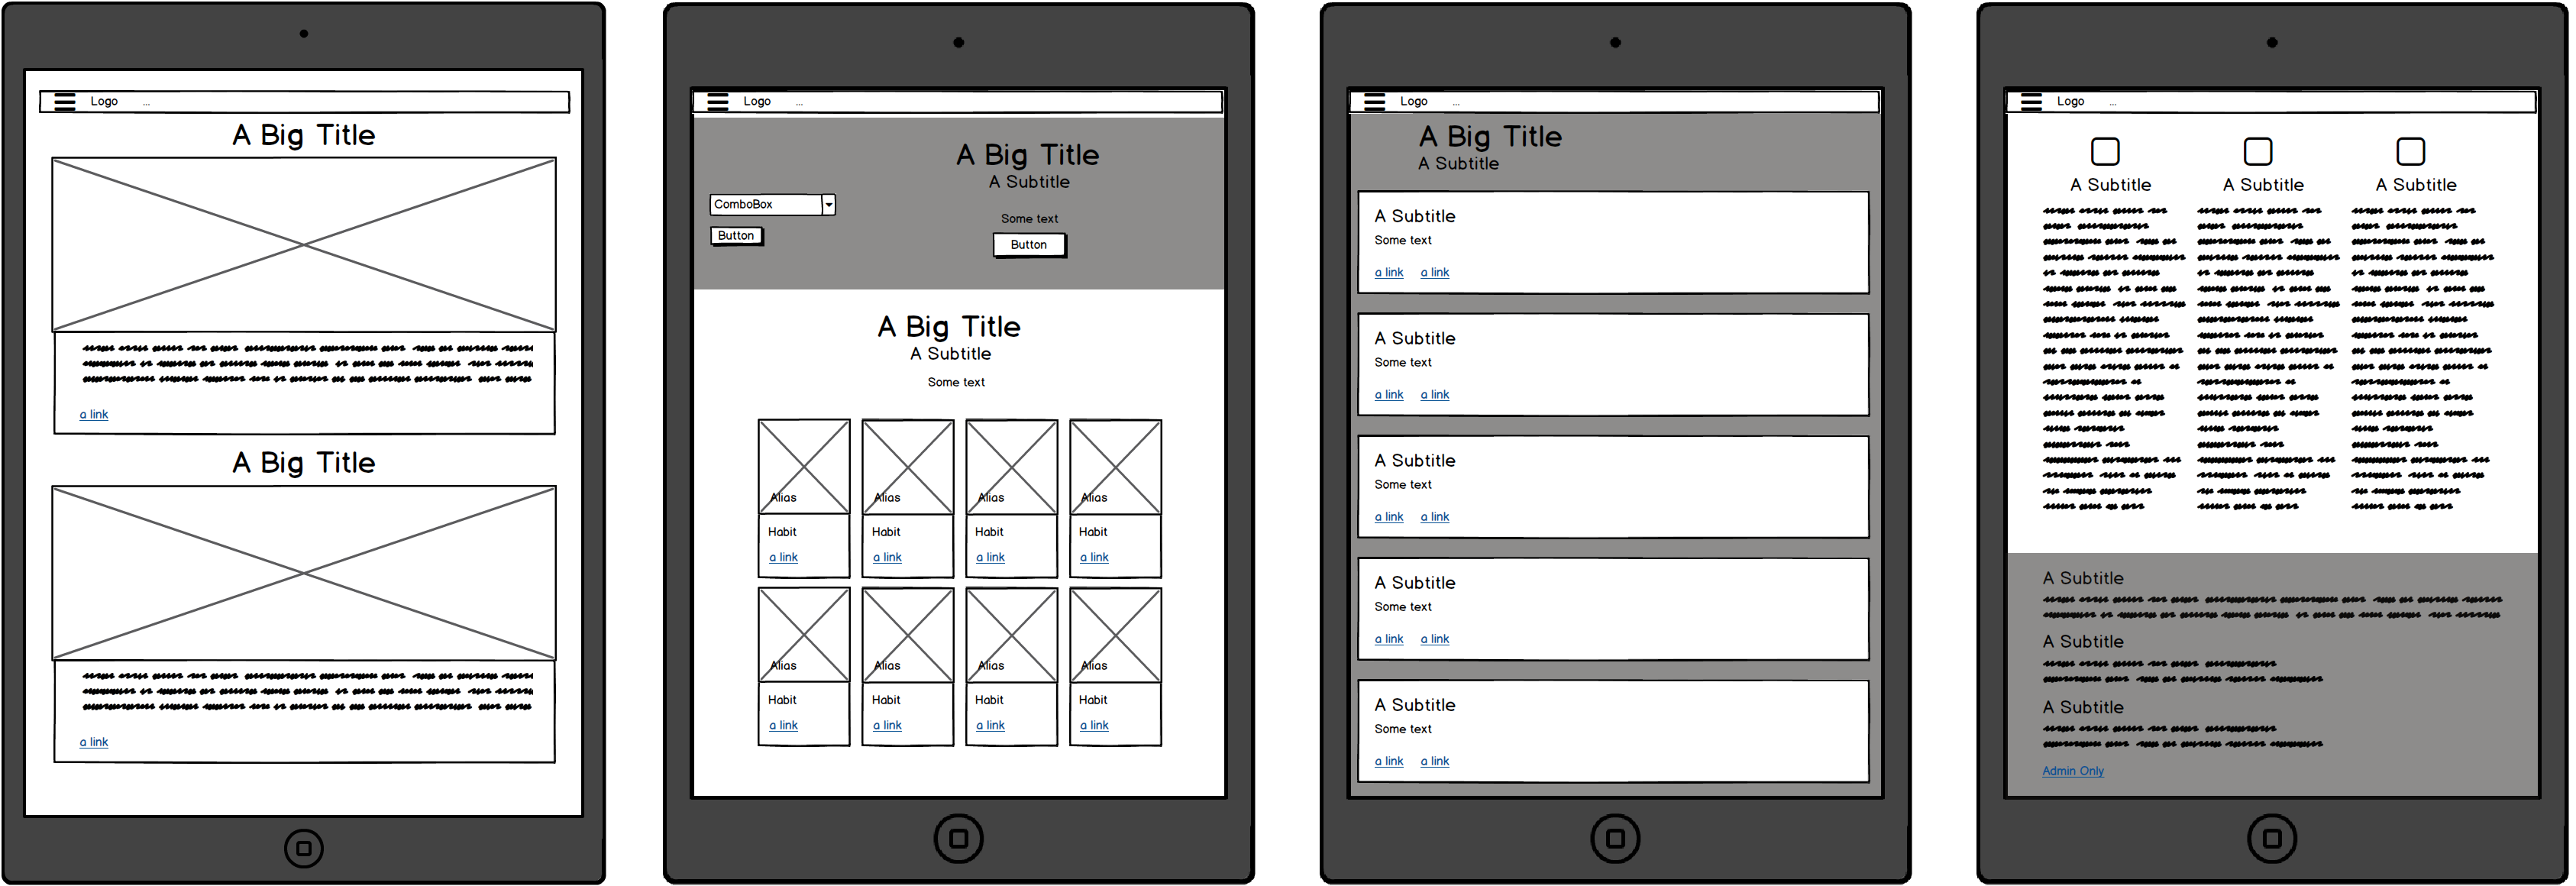 Logo ...
A Big Title
a link
A Big Title
a link
Logo ...
A Big Title
A Subtitle
ComboBox
Some text
Button
Button
A Big Title
A Subtitle
Some text
Alias Alias Alias Alias
Habit Habit Habit Habit
a link a link a link a link
Alias Alias Alias Alias
Habit Habit Habit Habit
a link a link a link a link
Logo ...
A Big Title
A Subtitle
A Subtitle
Some text
a link a link
A Subtitle
Some text
a link a link
A Subtitle
Some text
a link a link
A Subtitle
Some text
a link a link
A Subtitle
Some text
a link a link
Logo ...
A Subtitle A Subtitle A Subtitle
A Subtitle
A Subtitle
A Subtitle
Admin Only